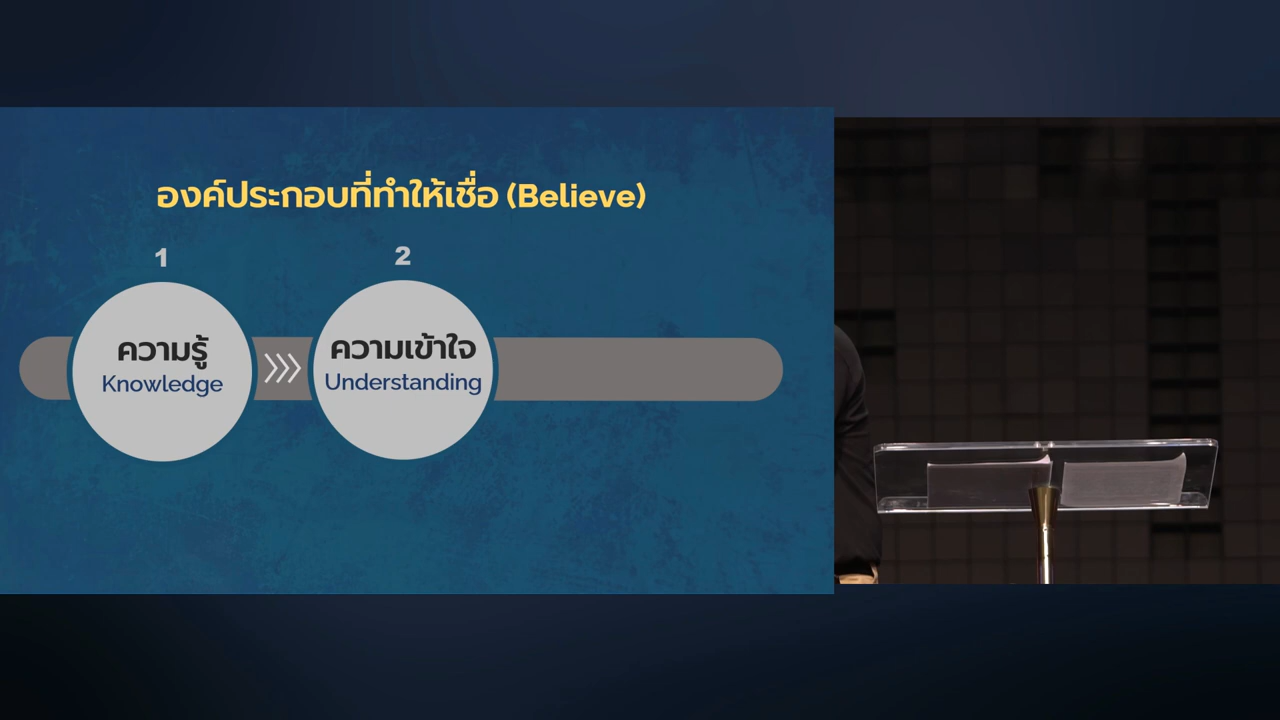 องค์ประกอบที่ทำให้เชื่อ (Believe)
1
ความรู้
Knowledge
2
ความเข้าใจ
Understanding